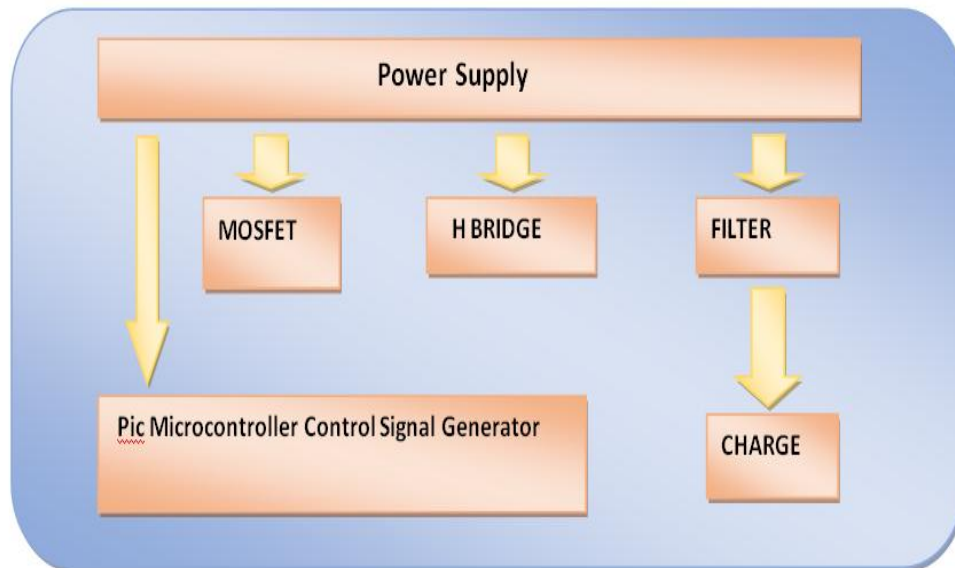 Power Supply
MOSFET
H BRIDGE
FILTER
Pic Microcontroller Control Signal Generator
CHARGE